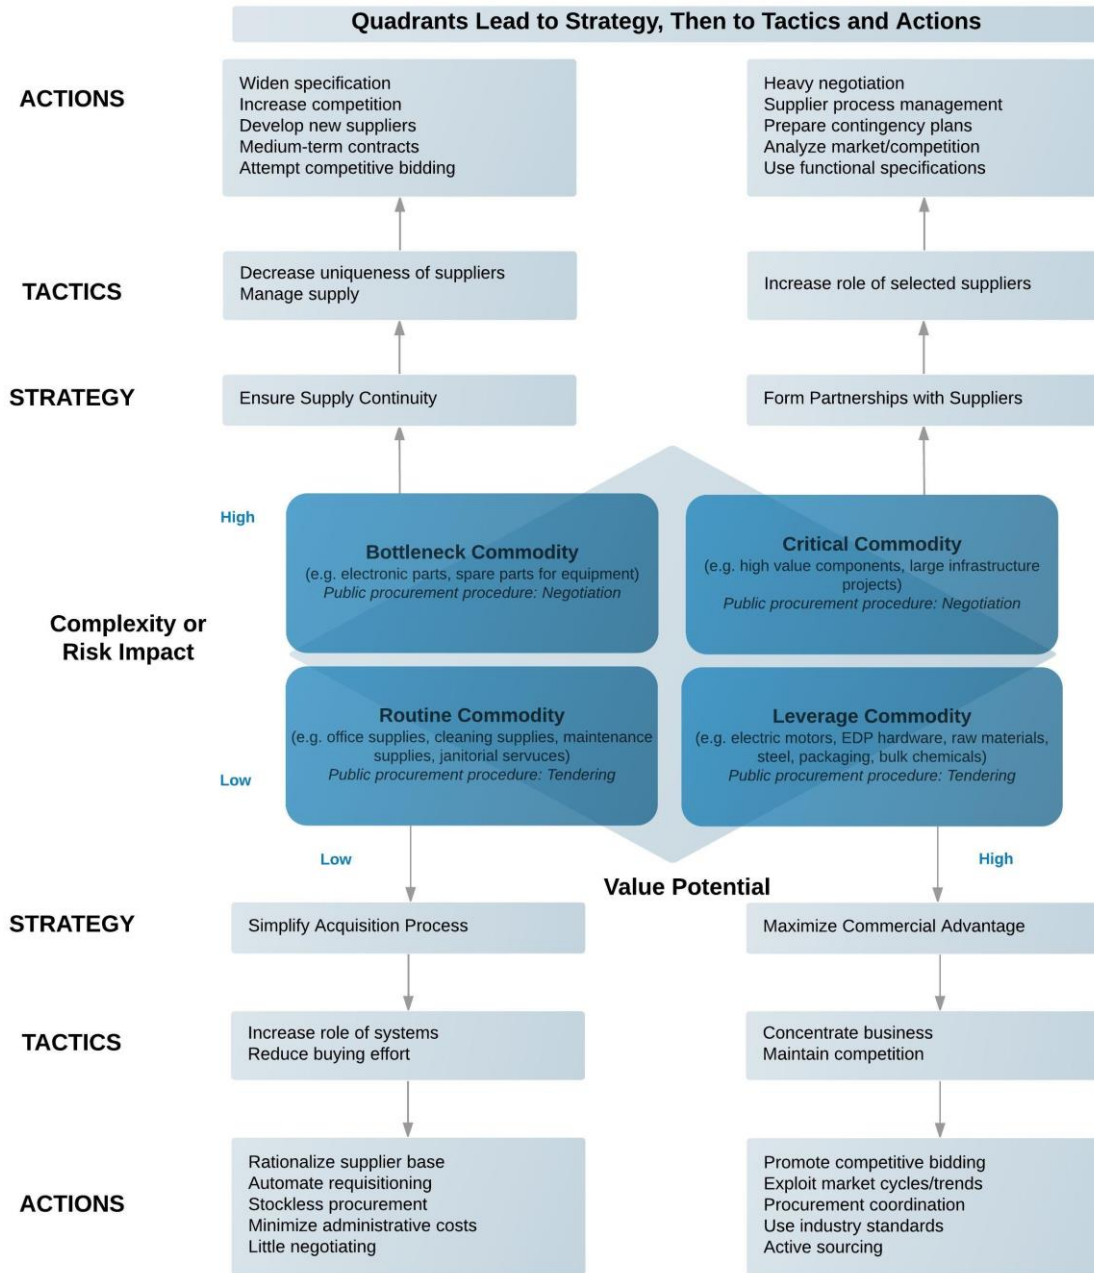 Quadrants Lead to Strategy, Then to Tactics and Actions
ACTIONS
Widen specification
Increase competition
Develop new suppliers
Medium-term contracts
Attempt competitive bidding
Heavy negotiation
Supplier process management
Prepare contingency plans
Analyze market/competition
Use functional specifications
TACTICS
Decrease uniqueness of suppliers
Manage supply
Increase role of selected suppliers
STRATEGY
Ensure Supply Continuity
Form Partnerships with Suppliers
High
Bottleneck Commodity
(e.g. electronic parts, spare parts for equipment)
Public procurement procedure: Negotiation
Critical Commodity
(e.g. high value components, large infrastructure
projects)
Public procurement procedure: Negotiation
Complexity or
Risk Impact
Routine Commodity
(e.g. office supplies, cleaning supplies, maintenance
supplies, janitorial servuces)
Public procurement procedure: Tendering
Leverage Commodity
(e.g. electric motors, EDP hardware, raw materials,
steel, packaging, bulk chemicals)
Public procurement procedure: Tendering
Low
Low
High
Value Potential
STRATEGY
Simplify Acquisition Process
Maximize Commercial Advantage
TACTICS
Increase role of systems
Reduce buying effort
Concentrate business
Maintain competition
ACTIONS
Rationalize supplier base
Automate requisitioning
Stockless procurement
Minimize administrative costs
Little negotiating
Promote competitive bidding
Exploit market cycles/trends
Procurement coordination
Use industry standards
Active sourcing